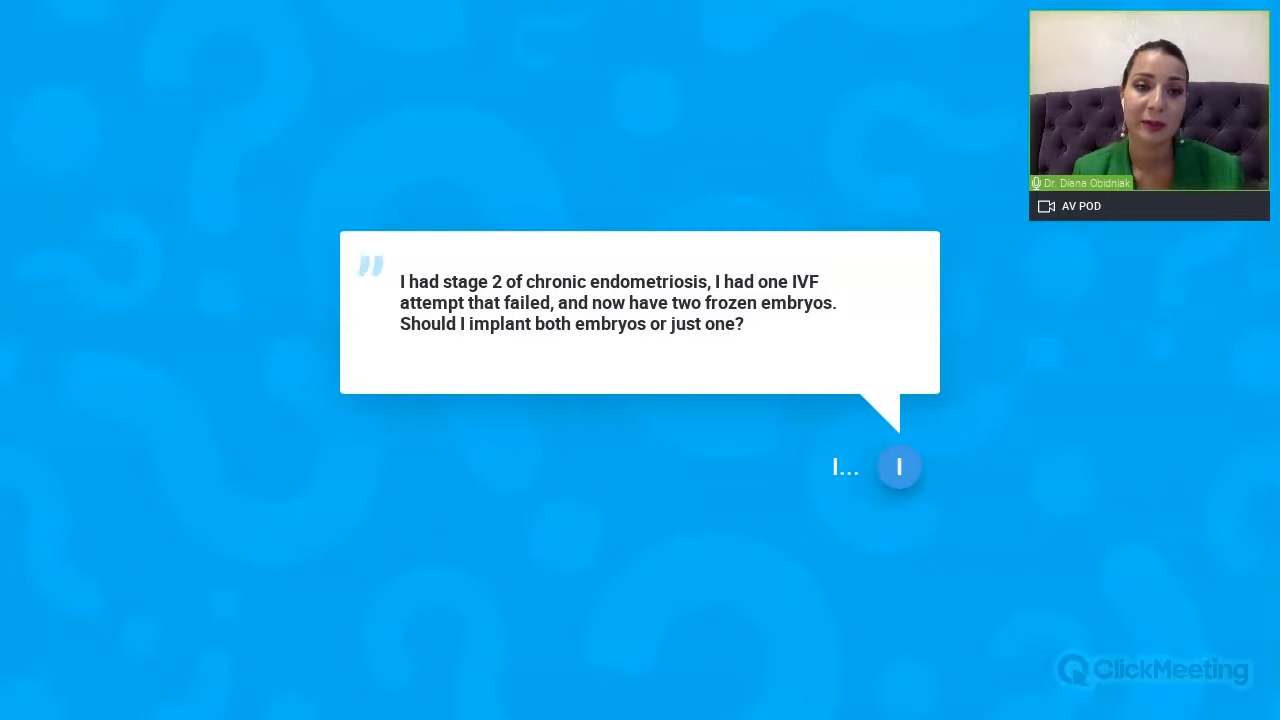 Dr. Diana Obidniak
AV POD
I had stage 2 of chronic endometriosis, I had one IVF
attempt that failed, and now have two frozen embryos.
Should I implant both embryos or just one?
I... I
ClickMeeting